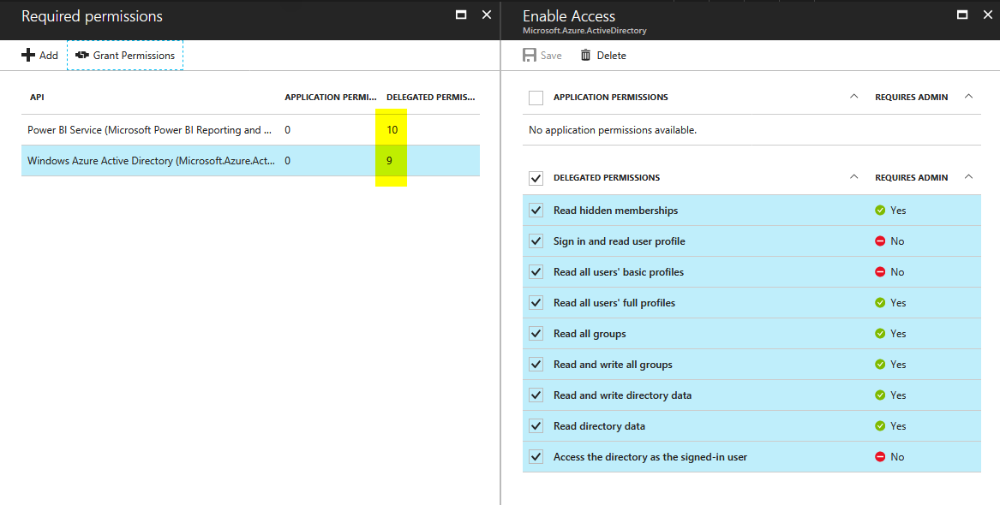 Required permissions
Add Grant Permissions
API APPLICATION PERMI... DELEGATED PERMIS...
Power BI Service (Microsoft Power BI Reporting and ... 0 10
Windows Azure Active Directory (Microsoft.Azure.Act... 0 9
Enable Access
Microsoft.Azure.ActiveDirectory
Save Delete
APPLICATION PERMISSIONS REQUIRES ADMIN
No application permissions available.
DELEGATED PERMISSIONS REQUIRES ADMIN
Read hidden memberships Yes
Sign in and read user profile No
Read all users' basic profiles No
Read all users' full profiles Yes
Read all groups Yes
Read and write all groups Yes
Read and write directory data Yes
Read directory data Yes
Access the directory as the signed-in user No